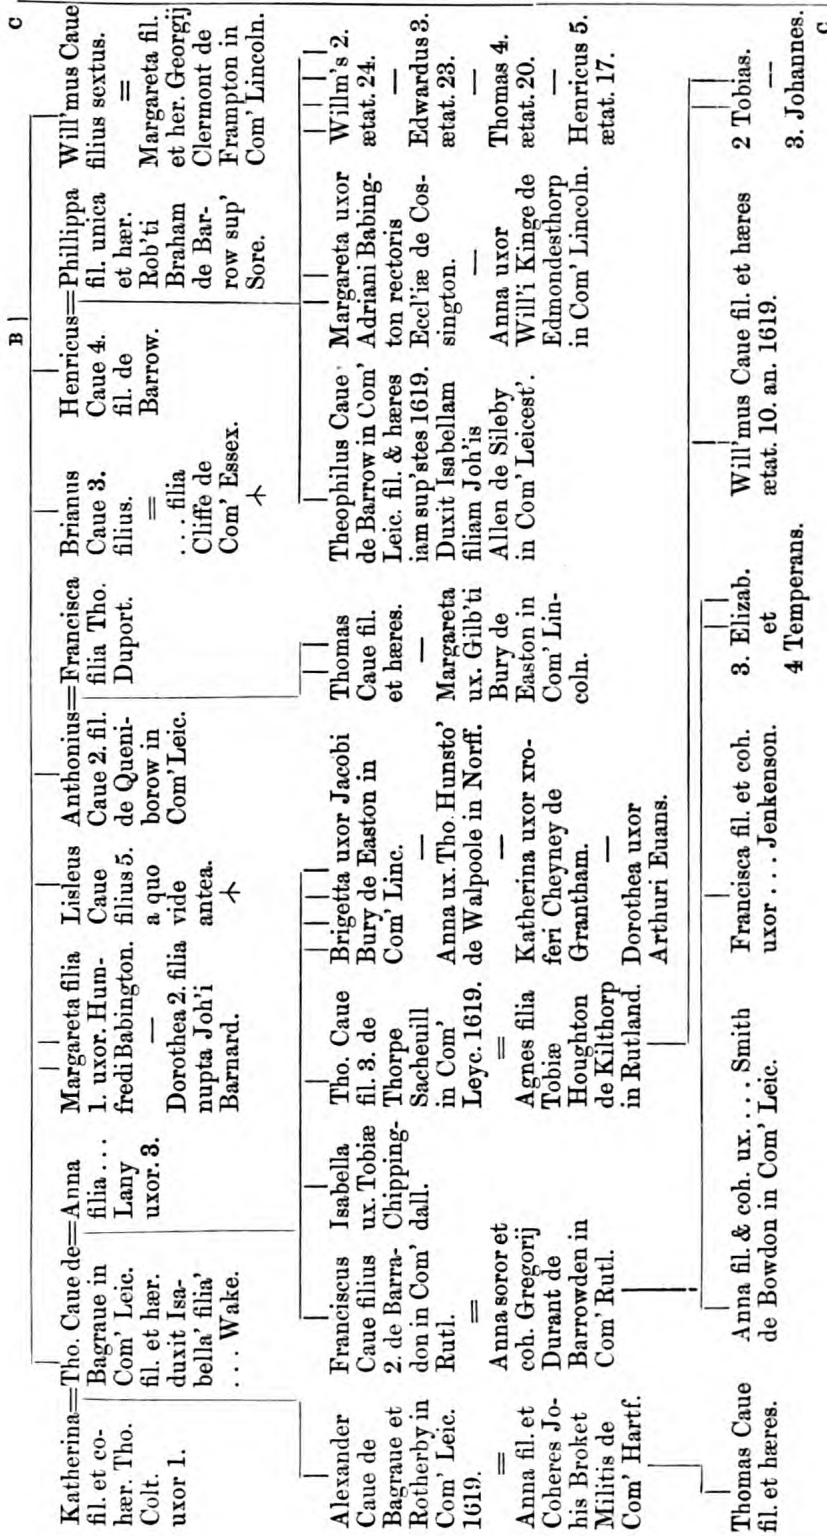 B
C
Katherina=Tho. Caue de=Anna
fil. et co-
hær. Tho.
Colt.
uxor 1.
Bagraue in
Com' Leic.
fil. et hær.
duxit Isa-
bella' filia'
... Wake.
filia ...
Lany
uxor. 3.
Margareta filia
1. uxor. Hum-
fredi Babington.
—
Dorothea 2. filia
nupta Joh'i
Barnard.
Lisleus
Caue
filius 5.
a quo
vide
antea.
Anthonius=Francisca
Caue 2. fil.
de Queni-
borow in
Com' Leic.
filia Tho.
Duport.
Brianus
Caue 3.
filius.
=
... filia
Cliffe de
Com' Essex.
Henricus=Phillippa
Caue 4.
fil. de
Barrow.
fil. unica
et hær.
Rob'ti
Braham
de Bar-
row sup'
Sore.
Will'mus Caue
filius sextus.
=
Margareta fil.
et her. Georgij
Clermont de
Frampton in
Com' Lincoln.
Alexander
Caue de
Bagraue et
Rotherby in
Com' Leic.
1619.
=
Anna fil. et
Coheres Jo-
his Broket
Militis de
Com' Hartf.
Franciscus
Caue filius
2. de Barra-
don in Com'
Rutl.
=
Anna soror et
coh. Gregorij
Durant de
Barrowden in
Com' Rutl.
Isabella
ux. Tobiæ
Chipping-
dall.
Tho. Caue
fil. 3. de
Thorpe
Sacheuill
in Com'
Leyc. 1619.
=
Agnes filia
Tobiæ
Houghton
de Kilthorp
in Rutland.
Brigetta uxor Jacobi
Bury de Easton in
Com' Linc.
—
Anna ux. Tho. Hunsto'
de Walpoole in Norff.
—
Katherina uxor xro-
feri Cheyney de
Grantham.
—
Dorothea uxor
Arthuri Euans.
Thomas
Caue fil.
et hæres.
—
Margareta
ux. Gilb'ti
Bury de
Easton in
Com' Lin-
coln.
Theophilus Caue
de Barrow in Com'
Leic. fil. & hæres
iam sup'stes 1619.
Duxit Isabellam
filiam Joh'is
Allen de Sileby
in Com' Leicest'.
Margareta uxor
Adriani Babing-
ton rectoris
Eccl'iæ de Cos-
sington.
—
Anna uxor
Will'i Kinge de
Edmondesthorp
in Com' Lincoln.
Willm's 2.
ætat. 24.
—
Edwardus 3.
ætat. 23.
—
Thomas 4.
ætat. 20.
—
Henricus 5.
ætat. 17.
Thomas Caue
fil. et hæres.
Anna fil. & coh. ux.... Smith
de Bowdon in Com' Leic.
Francisca fil. et coh.
uxor ... Jenkenson.
3. Elizab.
et
4 Temperans.
Will'mus Caue fil. et hæres
ætat. 10. an. 1619.
2 Tobias.
—
3. Johannes.